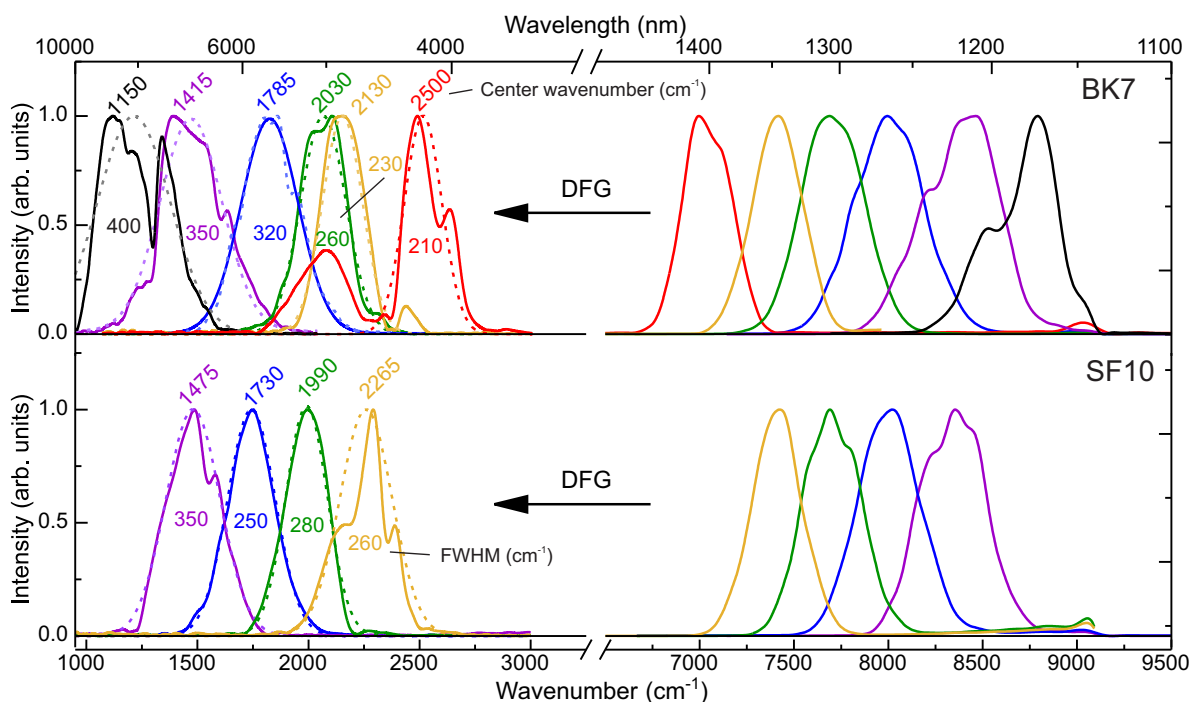 Wavelength (nm)
10000 6000 4000 1400 1300 1200 1100
BK7
1150 1415 1785 2030 2130 2500
Center wavenumber (cm⁻¹)
400 350 320 260 230 210
DFG
Intensity (arb. units)
1.0
0.5
0.0
SF10
1475 1730 1990 2265
350 250 280 260
FWHM (cm⁻¹)
DFG
Intensity (arb. units)
1.0
0.5
0.0
1000 1500 2000 2500 3000 7000 7500 8000 8500 9000 9500
Wavenumber (cm⁻¹)